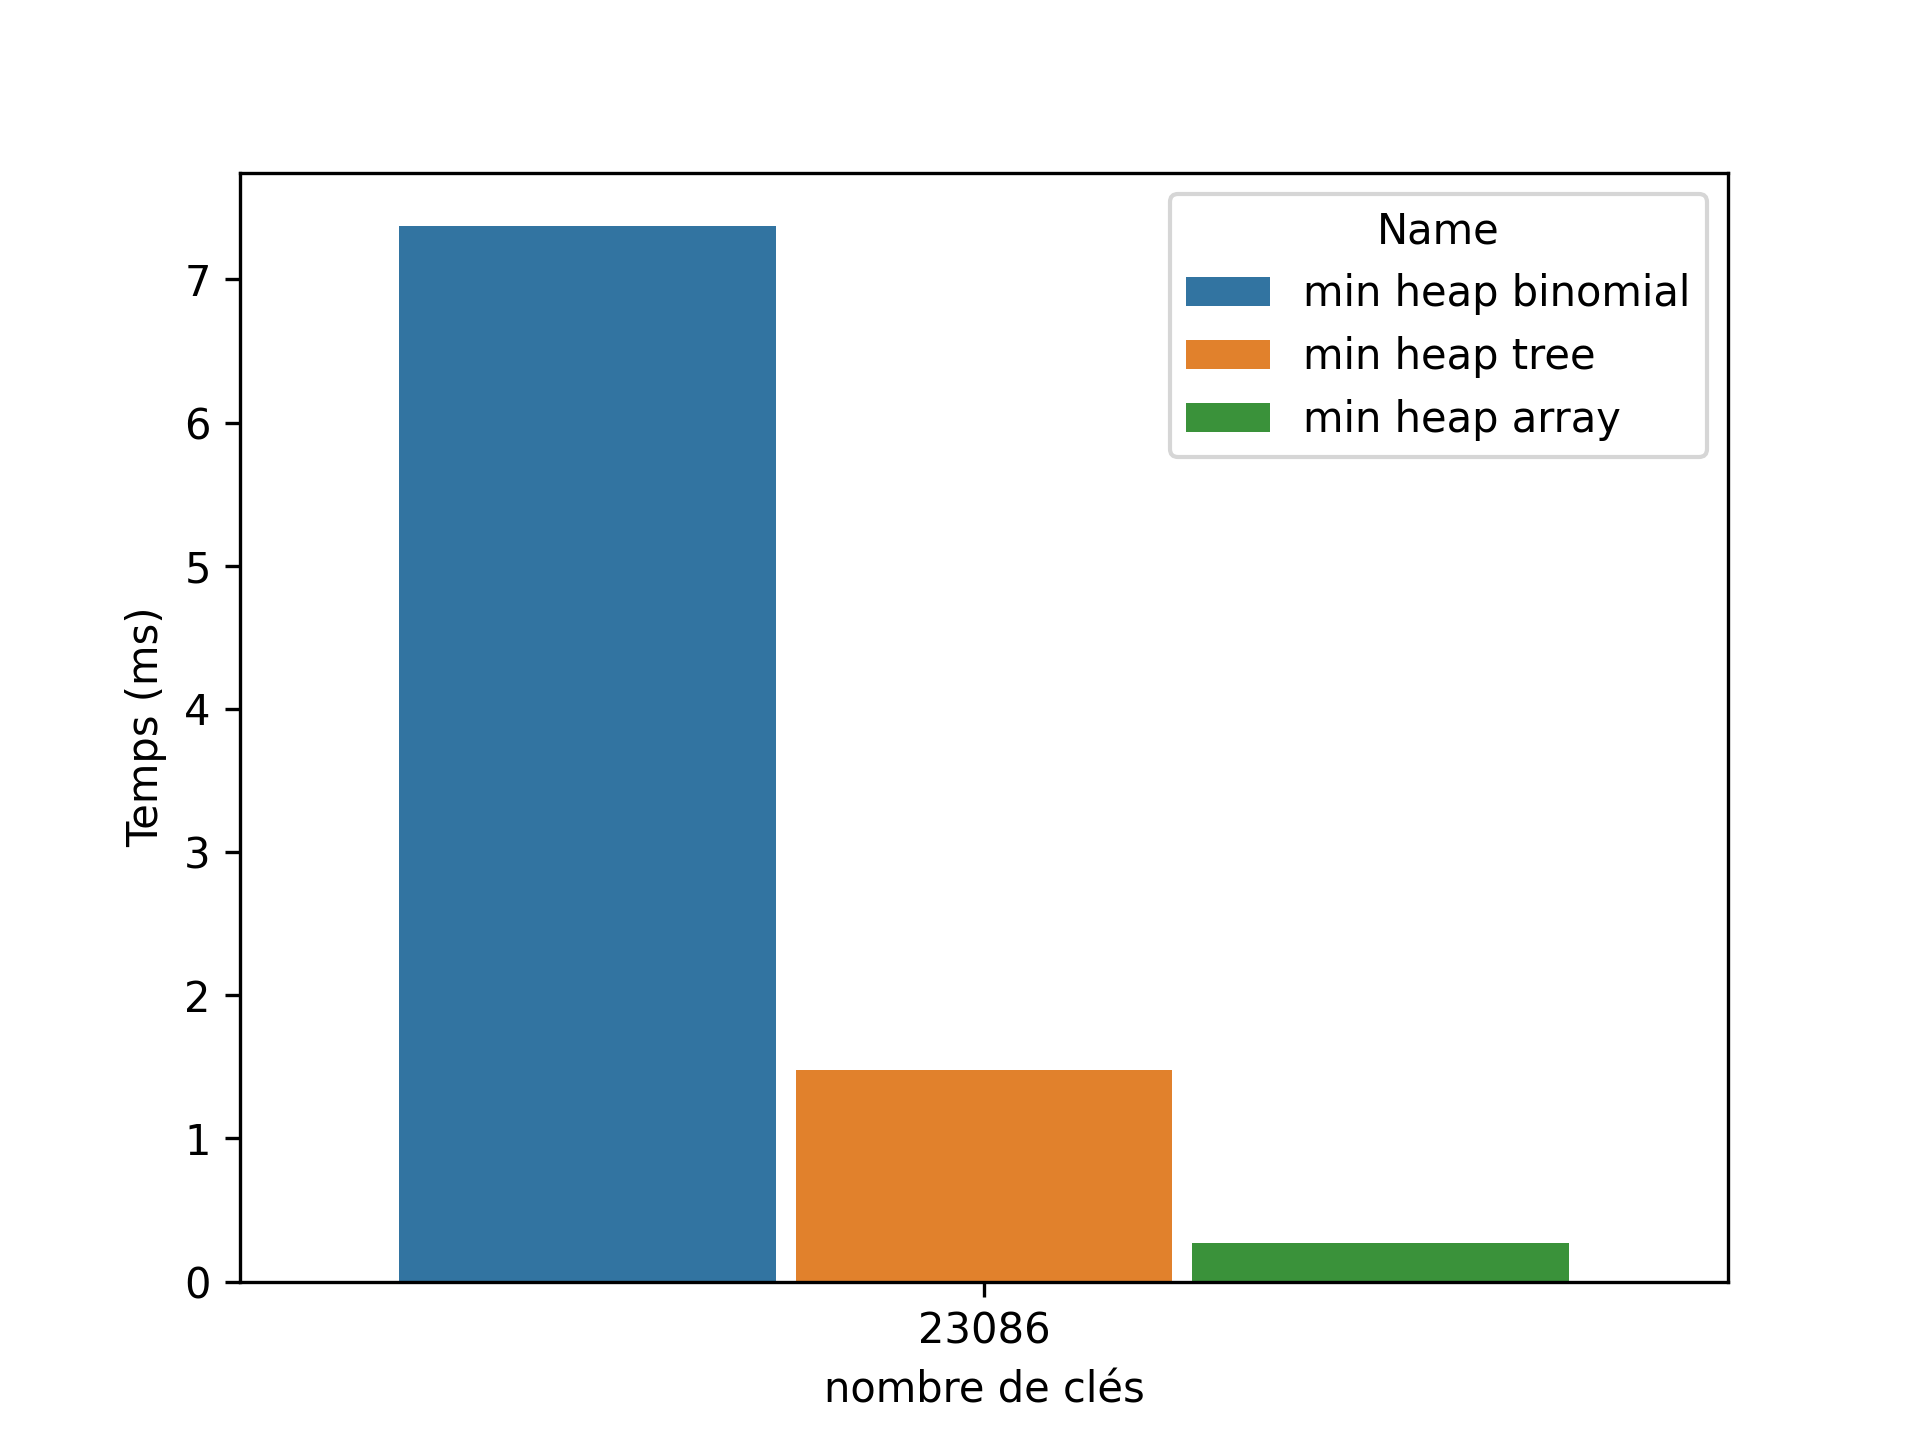 Name
min heap binomial
min heap tree
min heap array
7
6
5
4
3
2
1
0
Temps (ms)
23086
nombre de clés